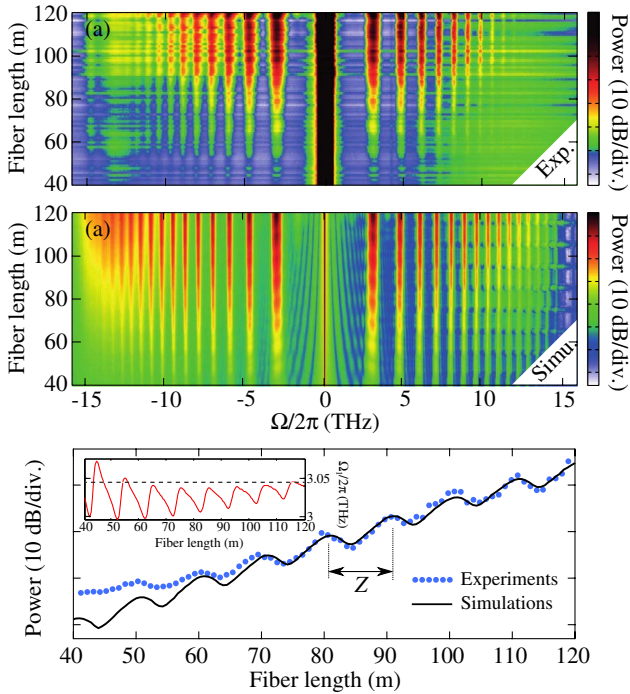 (a)
Fiber length (m)
120
100
80
60
40
Exp.
Power (10 dB/div.)
(a)
Fiber length (m)
120
100
80
60
40
Simu.
Power (10 dB/div.)
-15 -10 -5 0 5 10 15
Ω/2π (THz)
Power (10 dB/div.)
3.05
3
Ω₁/2π (THz)
40 50 60 70 80 90 100 110 120
Fiber length (m)
Z
Experiments
Simulations
40 50 60 70 80 90 100 110 120
Fiber length (m)